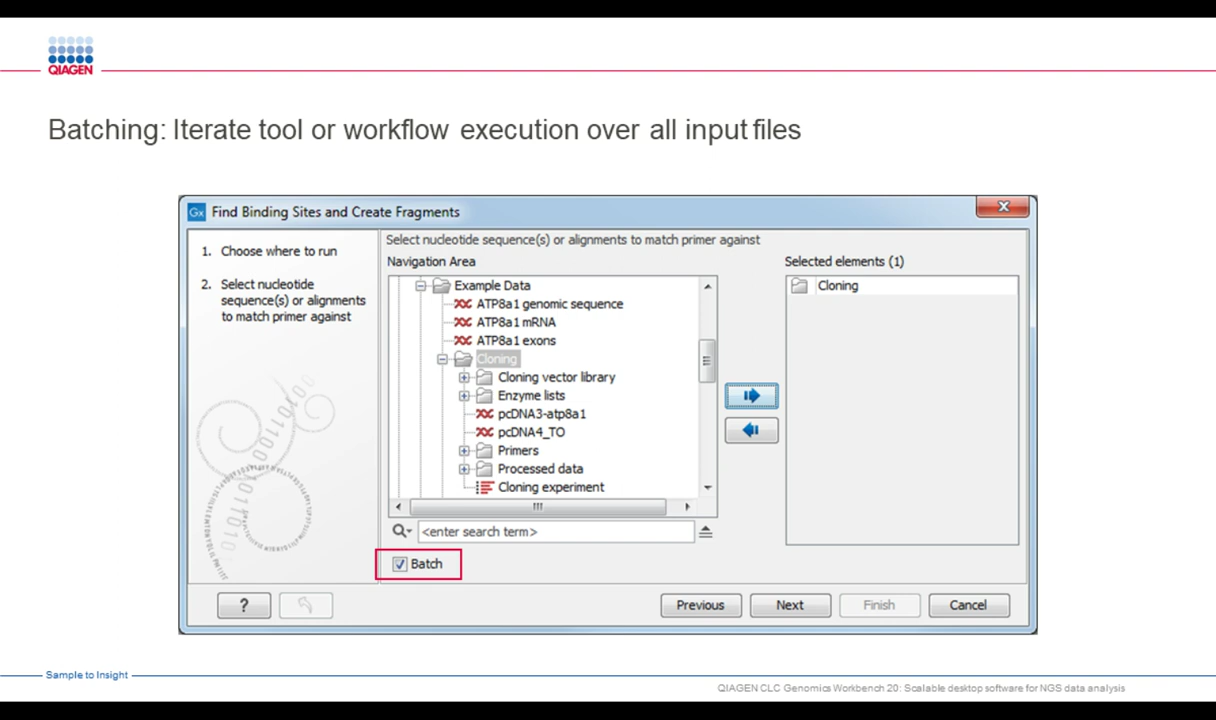 QIAGEN
Batching: Iterate tool or workflow execution over all input files
Gx Find Binding Sites and Create Fragments
1. Choose where to run
2. Select nucleotide
sequence(s) or alignments
to match primer against
Select nucleotide sequence(s) or alignments to match primer against
Navigation Area
Example Data
ATP8a1 genomic sequence
ATP8a1 mRNA
ATP8a1 exons
Cloning
Cloning vector library
Enzyme lists
pcDNA3-atp8a1
pcDNA4_TO
Primers
Processed data
Cloning experiment
<enter search term>
Batch
Selected elements (1)
Cloning
?
Previous
Next
Finish
Cancel
Sample to Insight
QIAGEN CLC Genomics Workbench 20: Scalable desktop software for NGS data analysis